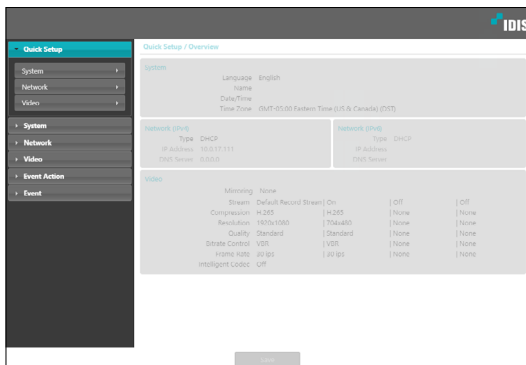 IDIS
Quick Setup
System
Network
Video
System
Network
Video
Event Action
Event
Quick Setup / Overview
System
Language English
Name
Date/Time
Time Zone GMT-05:00 Eastern Time (US & Canada) (DST)
Network (IPv4)
Type DHCP
IP Address 10.0.17.111
DNS Server 0.0.0.0
Network (IPv6)
Type DHCP
IP Address
DNS Server
Video
Mirroring None
Stream Default Record Stream | On | Off | Off
Compression H.265 | H.265 | None | None
Resolution 1920x1080 | 704x480 | None | None
Quality Standard | Standard | None | None
Bitrate Control VBR | VBR | None | None
Frame Rate 30 ips | 30 ips | None | None
Intelligent Codec Off
Save